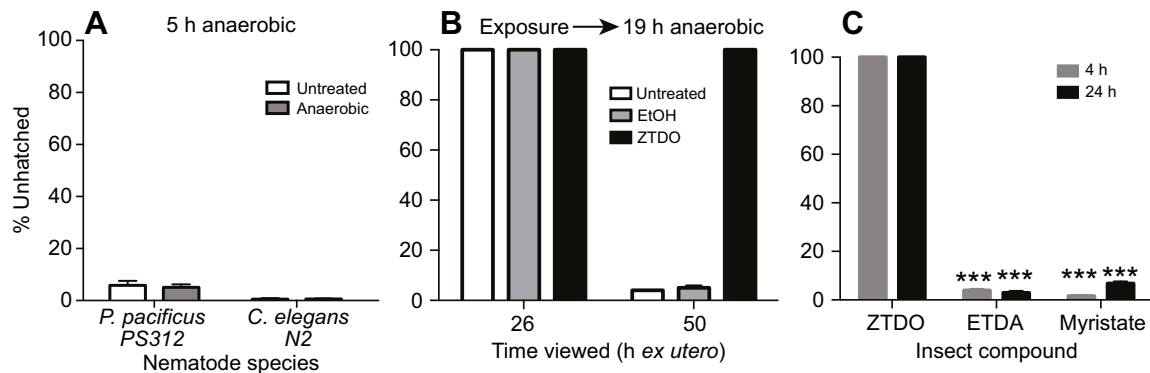 A
5 h anaerobic
% Unhatched
100
80
60
40
20
0
Untreated
Anaerobic
P. pacificus
PS312
C. elegans
N2
Nematode species
B
Exposure → 19 h anaerobic
100
80
60
40
20
0
Untreated
EtOH
ZTDO
26
50
Time viewed (h ex utero)
C
100
80
60
40
20
0
4 h
24 h
*** *** *** ***
ZTDO
ETDA
Myristate
Insect compound